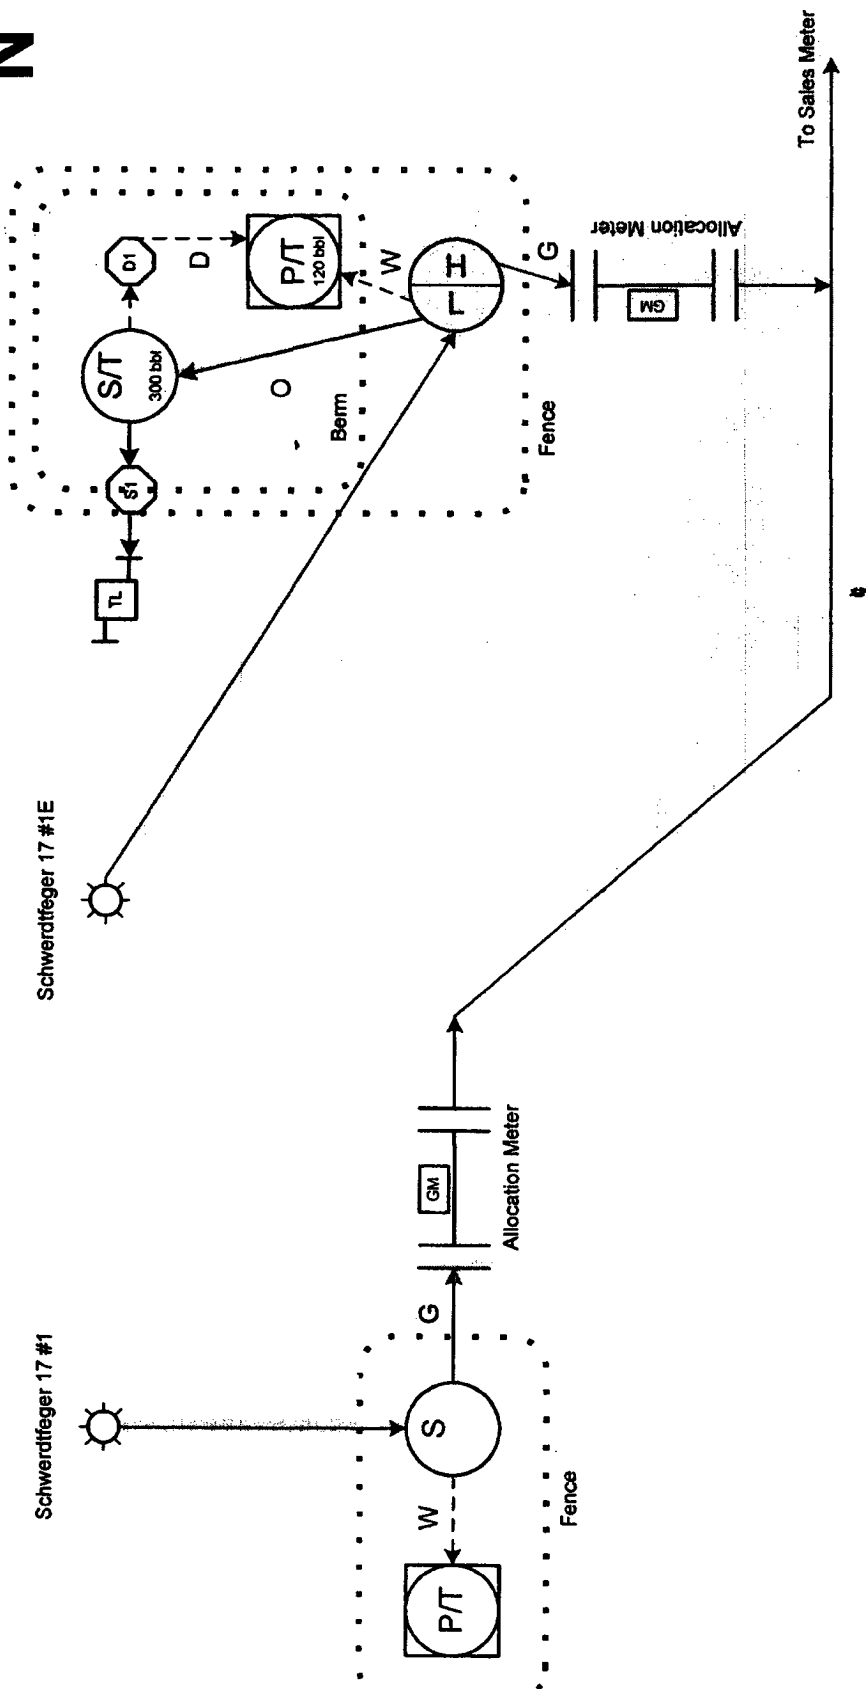 N
Schwerdtfeger 17 #1
Schwerdtfeger 17 #1E
P/T
W
S
G
Fence
GM
Allocation Meter
TL
S1
S/T
300 bbl
D1
D
P/T
120 bbl
W
O
Berm
L
H
Fence
G
GM
Allocation Meter
To Sales Meter